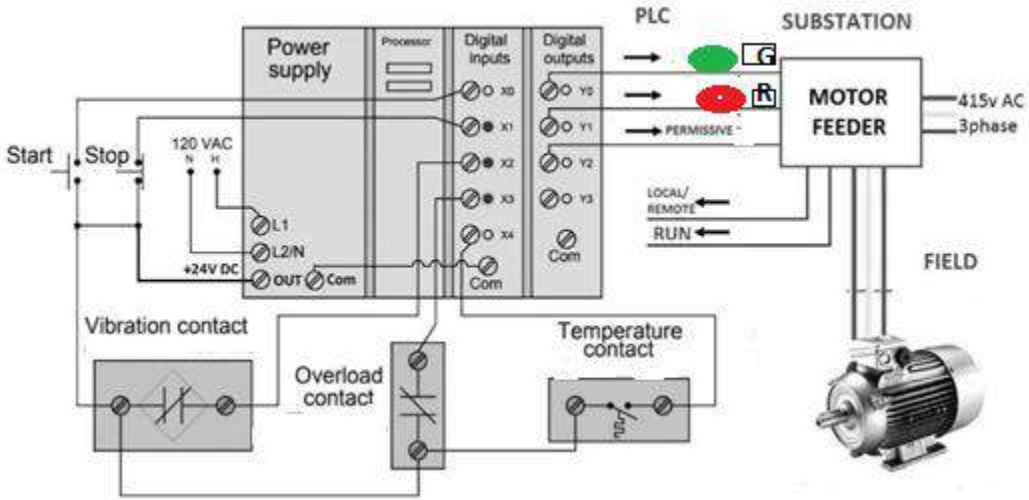 PLC
SUBSTATION
Power
supply
Processor
Digital
inputs
Digital
outputs
X0
X1
X2
X3
X4
Com
Y0
Y1
Y2
Y3
Com
G
R
PERMISSIVE
MOTOR
FEEDER
415v AC
3phase
LOCAL/
REMOTE
RUN
FIELD
Start
Stop
120 VAC
N H
L1
L2/N
+24V DC
OUT
Com
Vibration contact
Overload
contact
Temperature
contact